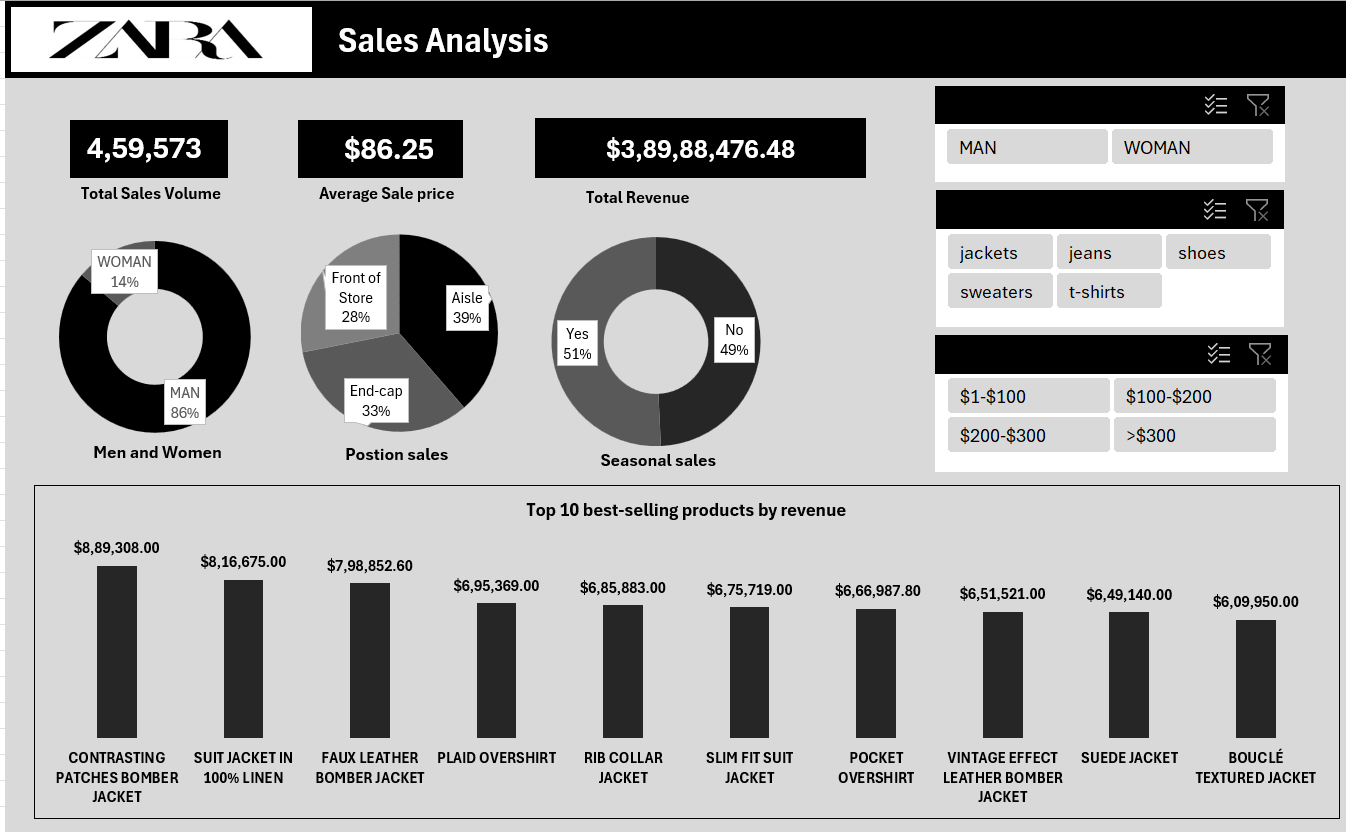 ZARA
Sales Analysis
4,59,573
Total Sales Volume
$86.25
Average Sale price
$3,89,88,476.48
Total Revenue
MAN
WOMAN
jackets
jeans
shoes
sweaters
t-shirts
$1-$100
$100-$200
$200-$300
>$300
WOMAN
14%
MAN
86%
Men and Women
Front of
Store
28%
Aisle
39%
End-cap
33%
Postion sales
Yes
51%
No
49%
Seasonal sales
Top 10 best-selling products by revenue
$8,89,308.00
$8,16,675.00
$7,98,852.60
$6,95,369.00
$6,85,883.00
$6,75,719.00
$6,66,987.80
$6,51,521.00
$6,49,140.00
$6,09,950.00
CONTRASTING
PATCHES BOMBER
JACKET
SUIT JACKET IN
100% LINEN
FAUX LEATHER
BOMBER JACKET
PLAID OVERSHIRT
RIB COLLAR
JACKET
SLIM FIT SUIT
JACKET
POCKET
OVERSHIRT
VINTAGE EFFECT
LEATHER BOMBER
JACKET
SUEDE JACKET
BOUCLÉ
TEXTURED JACKET